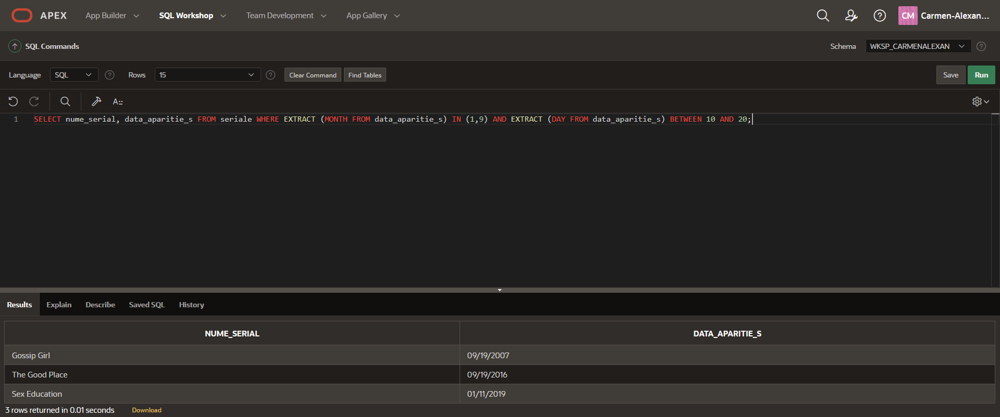 APEX App Builder SQL Workshop Team Development App Gallery CM Carmen-Alexan...
SQL Commands Schema WKSP_CARMENALEXAN ?
Language SQL ? Rows 15 ? Clear Command Find Tables Save Run
A::
1 SELECT nume_serial, data_aparitie_s FROM seriale WHERE EXTRACT (MONTH FROM data_aparitie_s) IN (1,9) AND EXTRACT (DAY FROM data_aparitie_s) BETWEEN 10 AND 20;
Results Explain Describe Saved SQL History
NUME_SERIAL DATA_APARITIE_S
Gossip Girl 09/19/2007
The Good Place 09/19/2016
Sex Education 01/11/2019
3 rows returned in 0.01 seconds Download